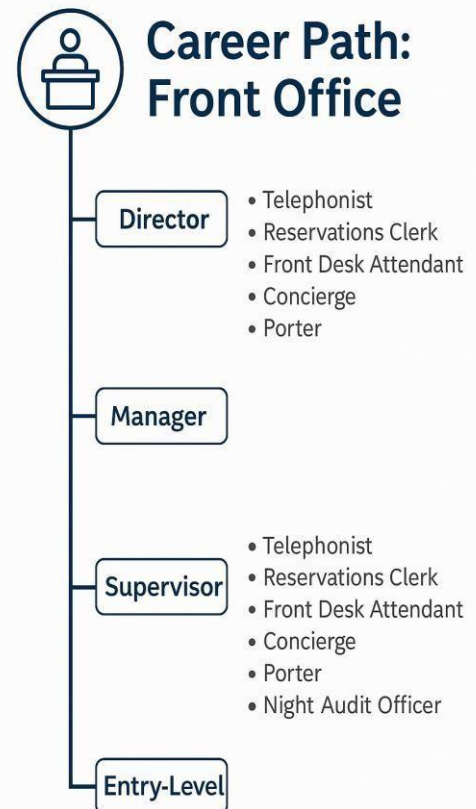 Career Path:
Front Office
Director
• Telephonist
• Reservations Clerk
• Front Desk Attendant
• Concierge
• Porter
Manager
Supervisor
• Telephonist
• Reservations Clerk
• Front Desk Attendant
• Concierge
• Porter
• Night Audit Officer
Entry-Level